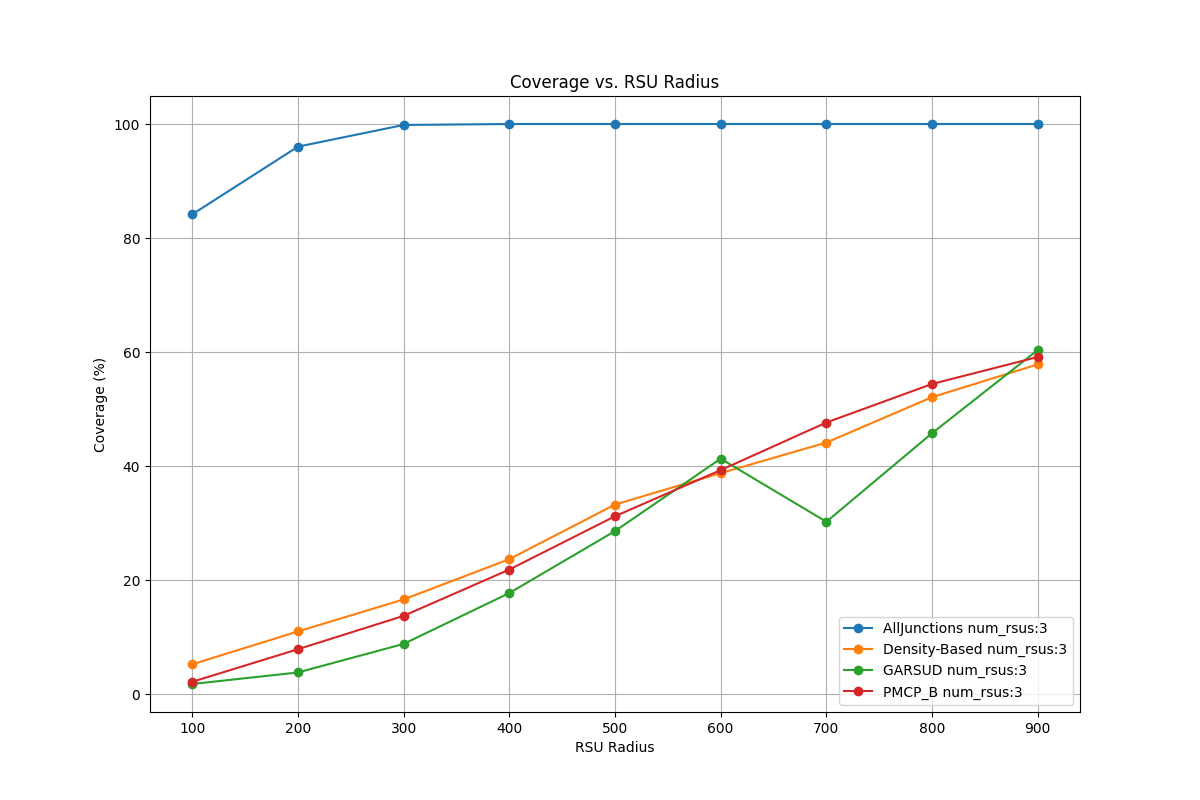 Coverage vs. RSU Radius
100
80
60
40
20
0
Coverage (%)
100 200 300 400 500 600 700 800 900
RSU Radius
AllJunctions num_rsus:3
Density-Based num_rsus:3
GARSUD num_rsus:3
PMCP_B num_rsus:3